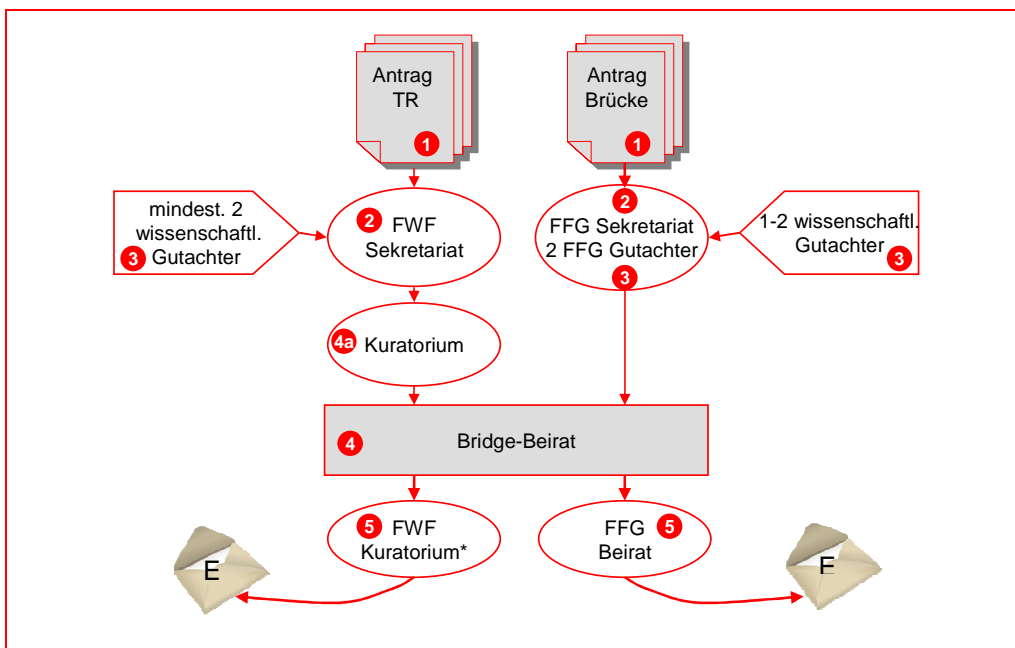 Antrag
TR
1
Antrag
Brücke
1
mindest. 2
wissenschaftl.
3 Gutachter
2 FWF
Sekretariat
2
FFG Sekretariat
2 FFG Gutachter
3
1-2 wissenschaftl.
Gutachter
3
4a Kuratorium
4 Bridge-Beirat
5 FWF
Kuratorium*
FFG 5
Beirat
E
E